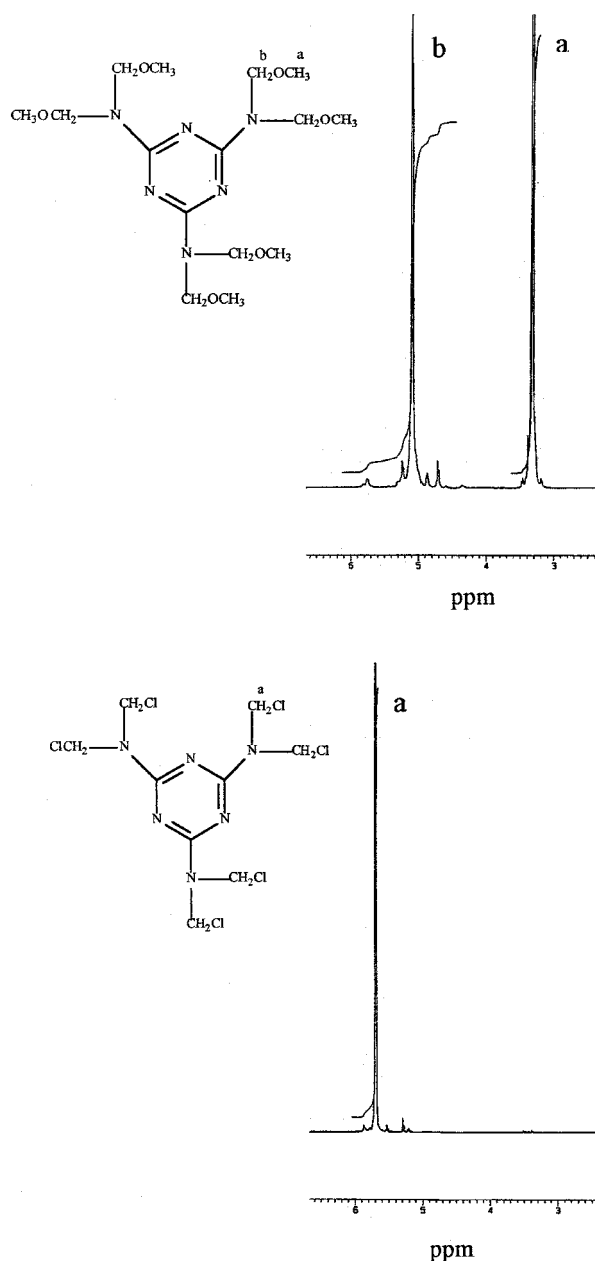 b a
CH₂OCH₃ CH₂OCH₃
CH₃OCH₂ N N CH₂OCH₃
N
N N
N CH₂OCH₃
CH₂OCH₃
b a
6 5 4 3
ppm
a
CH₂Cl CH₂Cl
ClCH₂ N N CH₂Cl
N
N N
N CH₂Cl
CH₂Cl
a
6 5 4 3
ppm